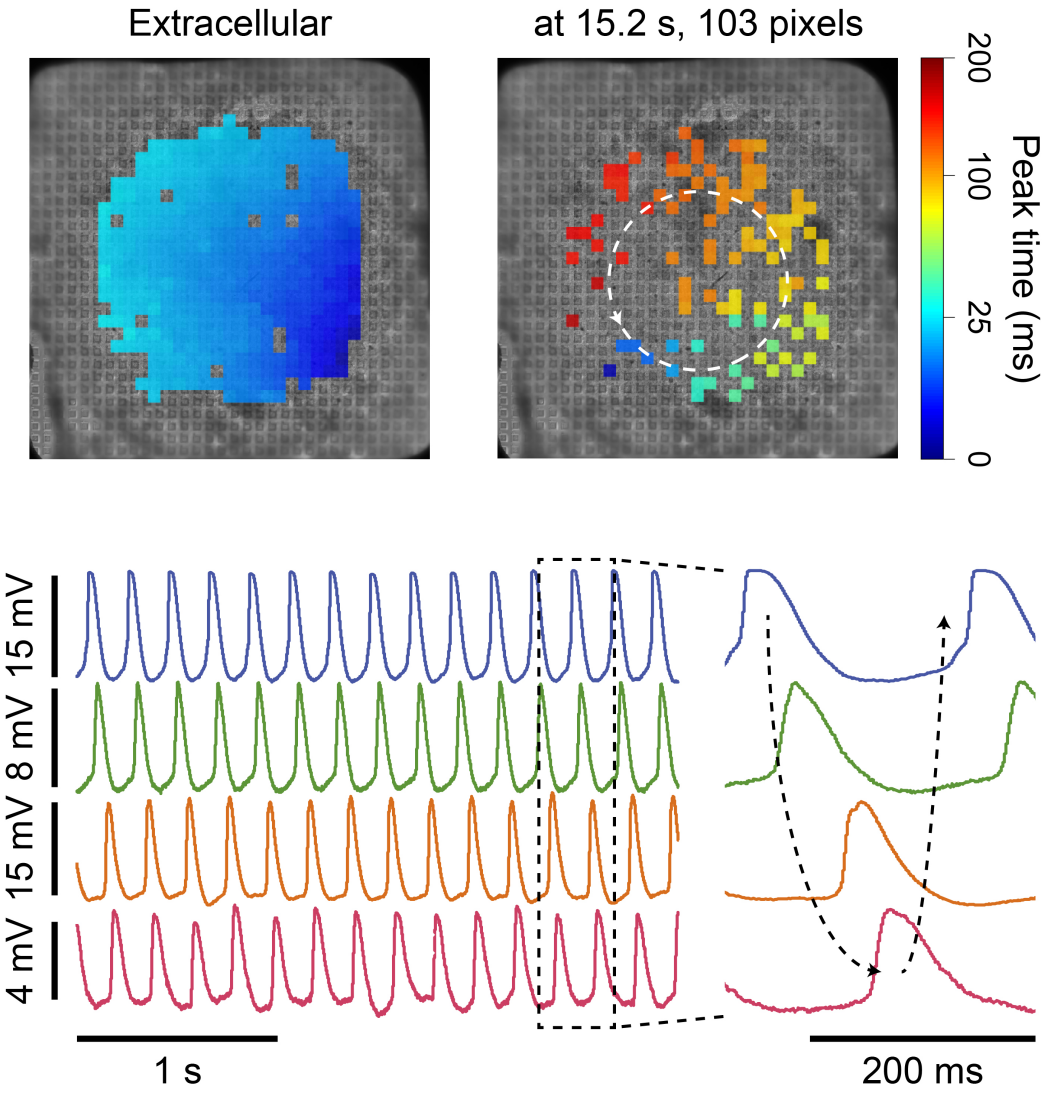 Extracellular
at 15.2 s, 103 pixels
200
100
25
0
Peak time (ms)
15 mV
8 mV
15 mV
4 mV
1 s
200 ms